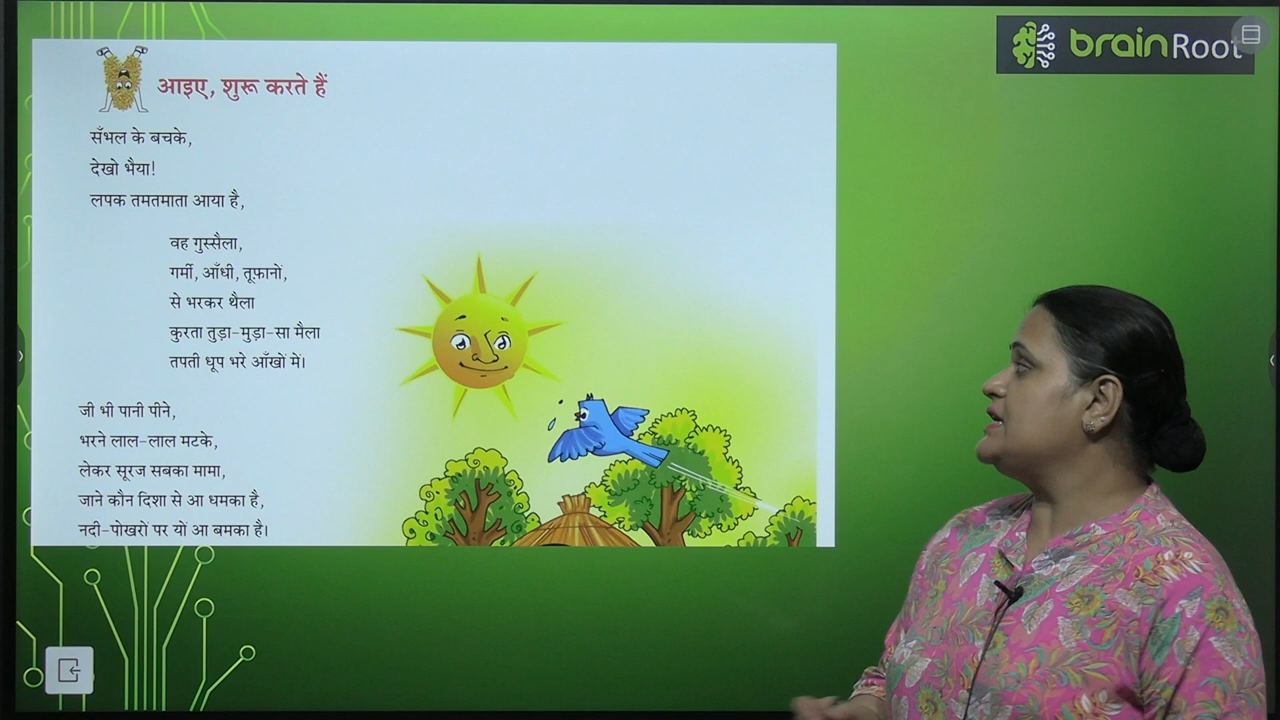 brainRoot
आइए, शुरू करते हैं
सँभल के बचके,
देखो भैया!
लपक तमतमाता आया है,
वह गुस्सैला,
गर्मी, आँधी, तूफ़ानों,
से भरकर थैला
कुरता तुड़ा-मुड़ा-सा मैला
तपती धूप भरे आँखों में।
जी भी पानी पीने,
भरने लाल-लाल मटके,
लेकर सूरज सबका मामा,
जाने कौन दिशा से आ धमका है,
नदी-पोखरों पर यों आ बमका है।